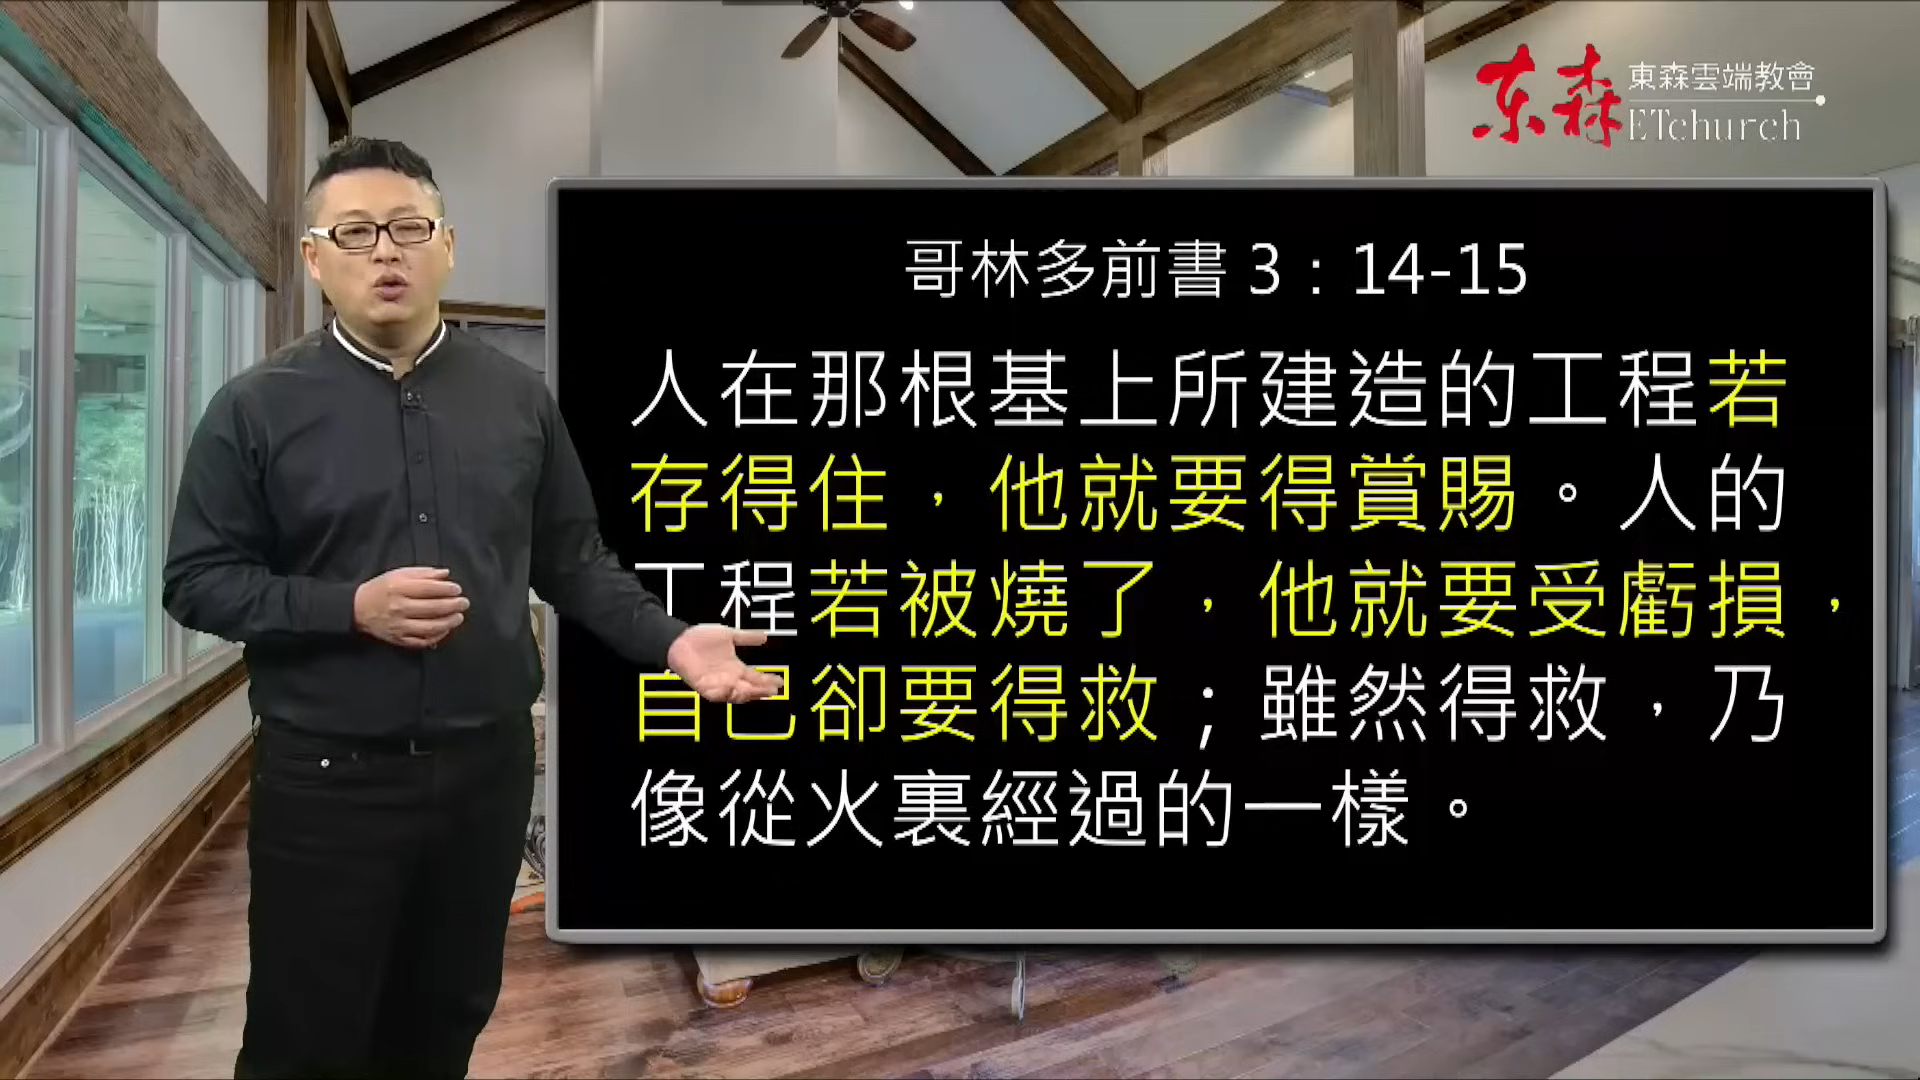 东森
東森雲端教會
ETchurch
哥林多前書 3：14-15
人在那根基上所建造的工程若
存得住，他就要得賞賜。人的
工程若被燒了，他就要受虧損，
自己卻要得救；雖然得救，乃
像從火裏經過的一樣。